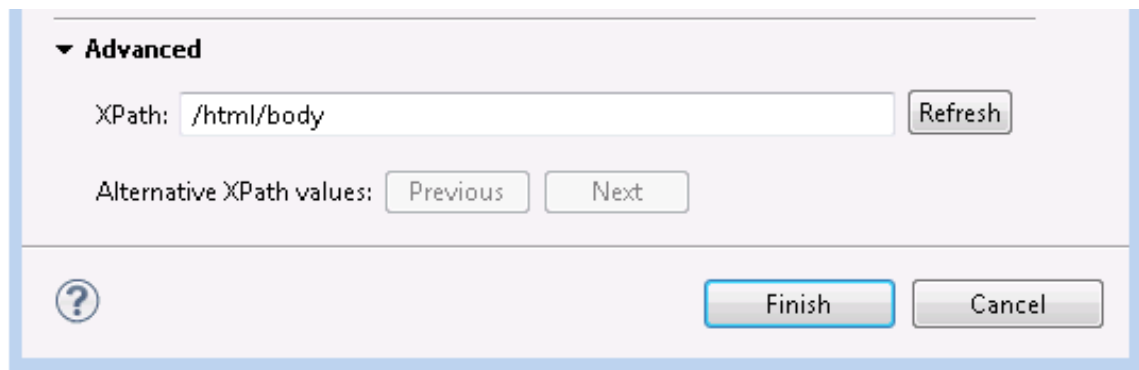 Advanced
XPath: /html/body Refresh
Alternative XPath values: Previous Next
? Finish Cancel